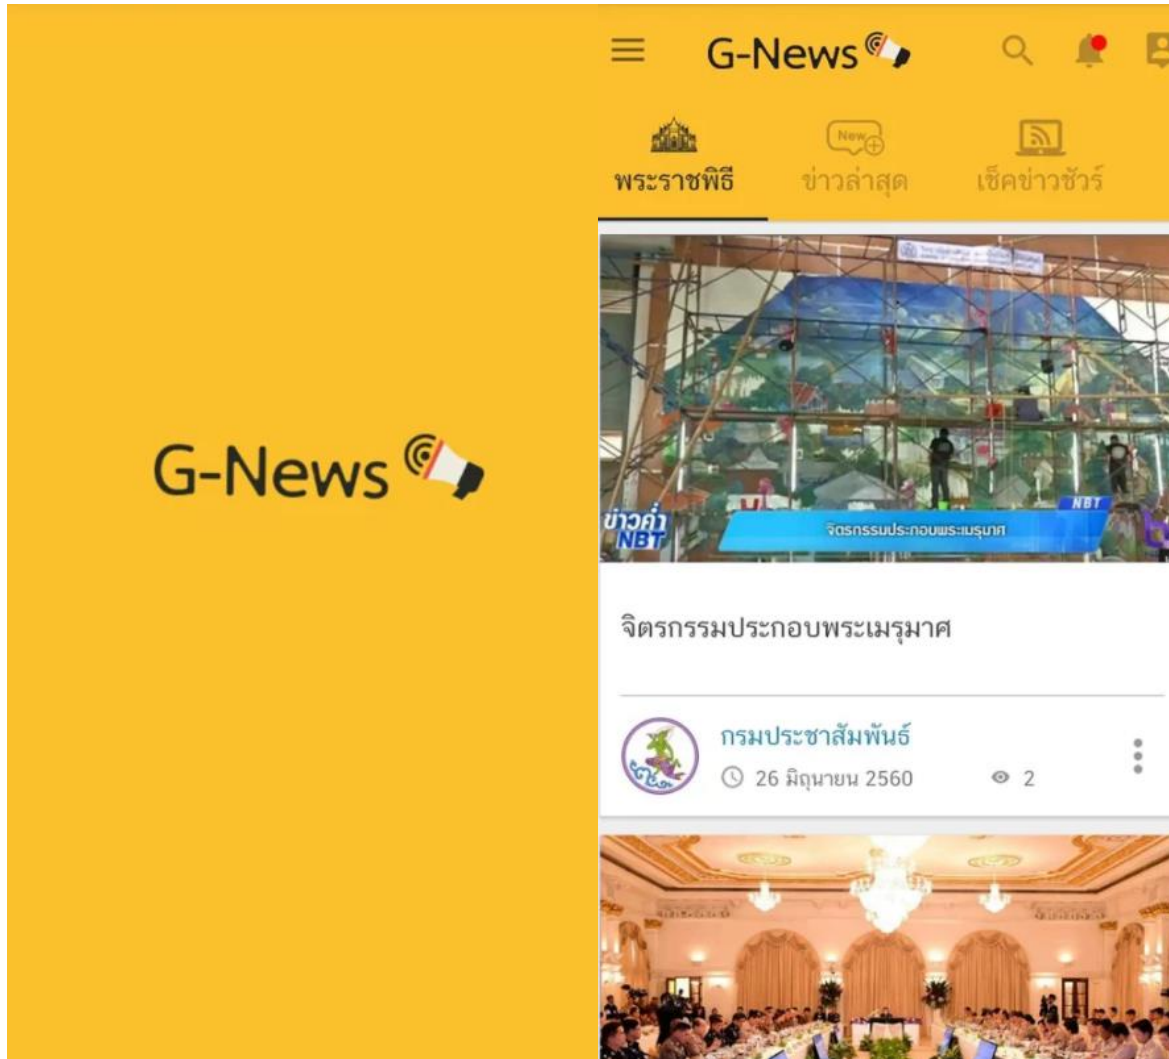 G-News
G-News
New
พระราชพิธี
ข่าวล่าสุด
เช็คข่าวชัวร์
ข่าวค่ำ
NBT
NBT
จิตรกรรมประกอบพระเมรุมาศ
จิตรกรรมประกอบพระเมรุมาศ
กรมประชาสัมพันธ์
26 มิถุนายน 2560
2